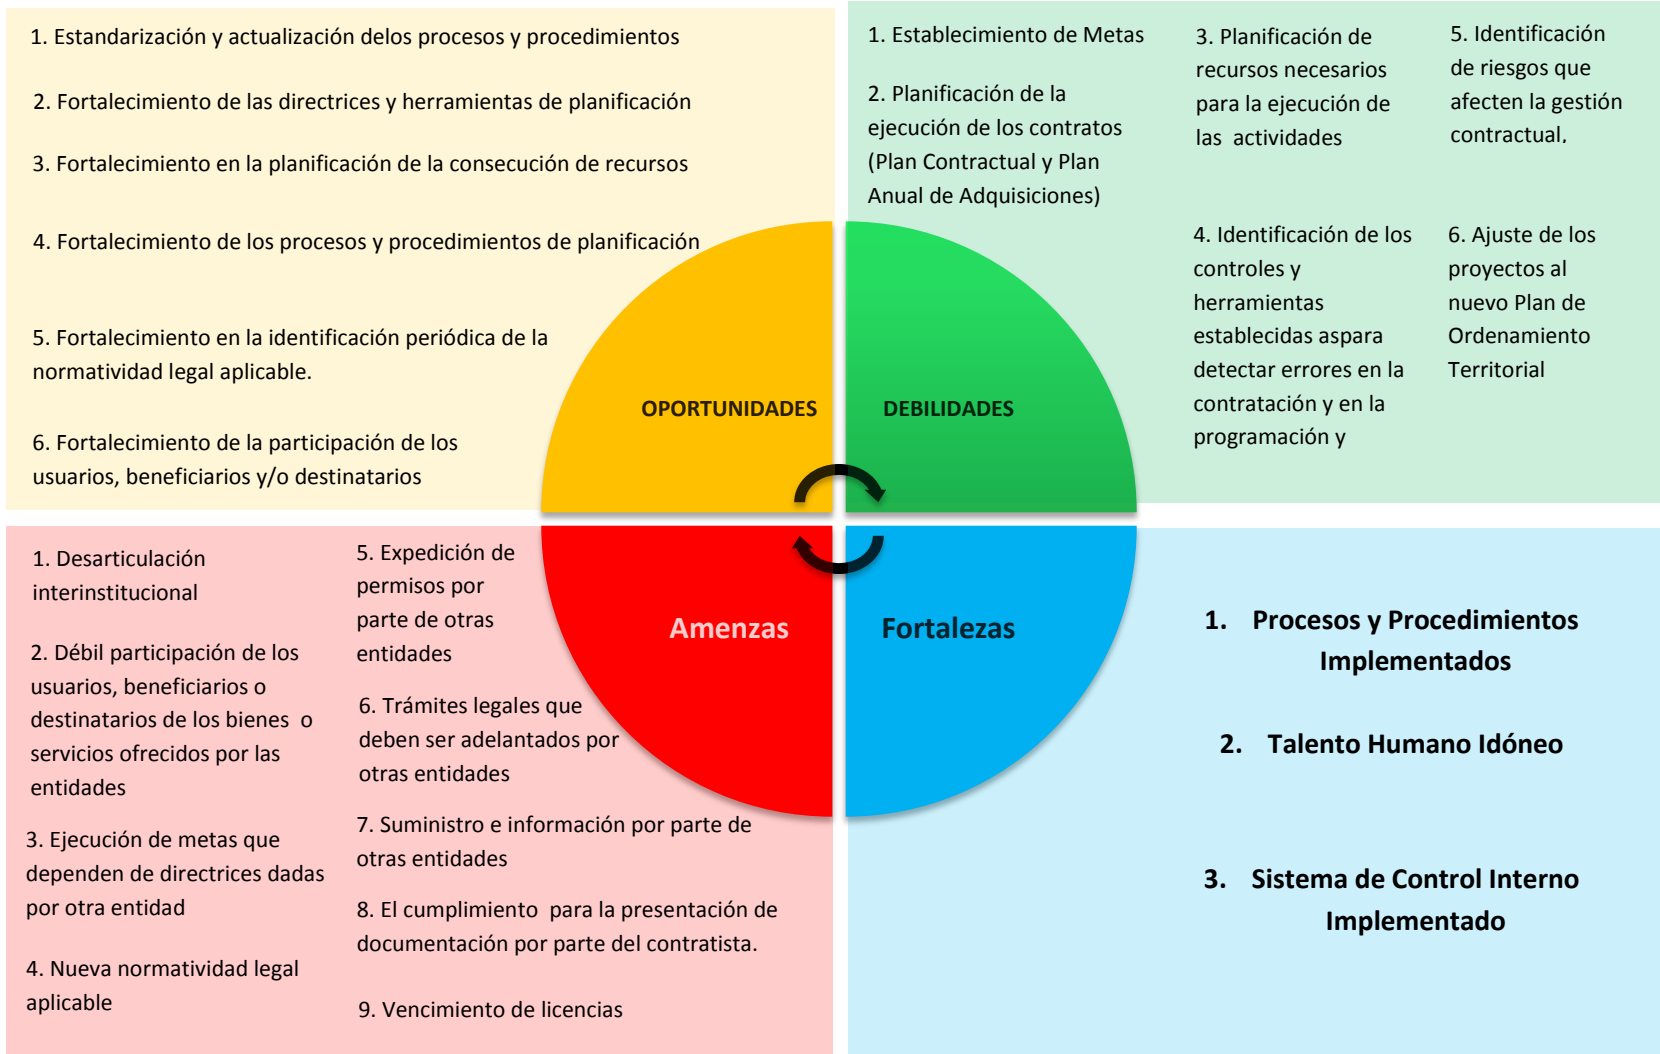 1. Estandarización y actualización delos procesos y procedimientos
2. Fortalecimiento de las directrices y herramientas de planificación
3. Fortalecimiento en la planificación de la consecución de recursos
4. Fortalecimiento de los procesos y procedimientos de planificación
5. Fortalecimiento en la identificación periódica de la
normatividad legal aplicable.
6. Fortalecimiento de la participación de los
usuarios, beneficiarios y/o destinatarios
OPORTUNIDADES
1. Establecimiento de Metas
2. Planificación de la
ejecución de los contratos
(Plan Contractual y Plan
Anual de Adquisiciones)
3. Planificación de
recursos necesarios
para la ejecución de
las  actividades
4. Identificación de los
controles y
herramientas
establecidas aspara
detectar errores en la
contratación y en la
programación y
5. Identificación
de riesgos que
afecten la gestión
contractual.
6. Ajuste de los
proyectos al
nuevo Plan de
Ordenamiento
Territorial
DEBILIDADES
1. Desarticulación
interinstitucional
2. Débil participación de los
usuarios, beneficiarios o
destinatarios de los bienes  o
servicios ofrecidos por las
entidades
3. Ejecución de metas que
dependen de directrices dadas
por otra entidad
4. Nueva normatividad legal
aplicable
5. Expedición de
permisos por
parte de otras
entidades
6. Trámites legales que
deben ser adelantados por
otras entidades
7. Suministro e información por parte de
otras entidades
8. El cumplimiento  para la presentación de
documentación por parte del contratista.
9. Vencimiento de licencias
Amenzas
Fortalezas
1. Procesos y Procedimientos
Implementados
2. Talento Humano Idóneo
3. Sistema de Control Interno
Implementado